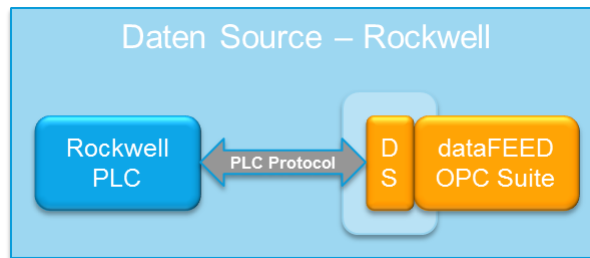 Daten Source – Rockwell
Rockwell
PLC
PLC Protocol
D
S
dataFEED
OPC Suite